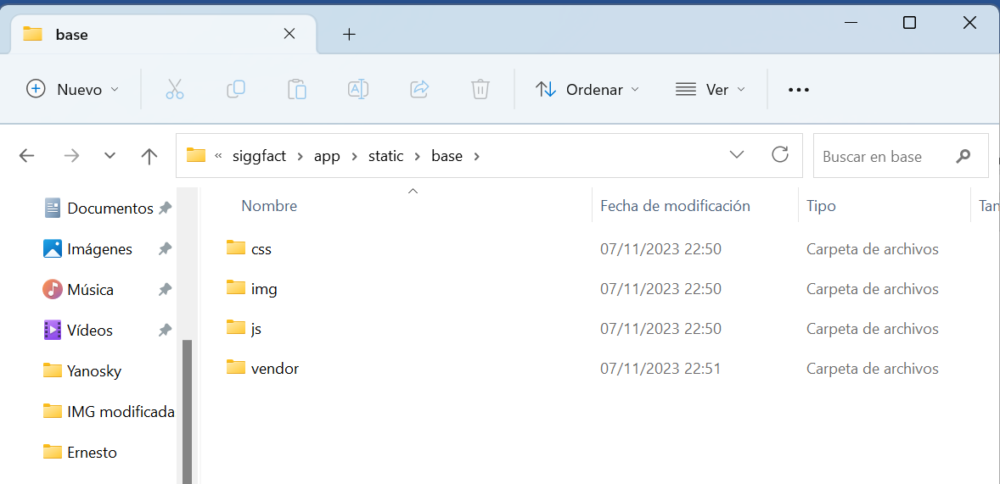 base
Nuevo
Ordenar
Ver
« siggfact > app > static > base >
Buscar en base
Nombre Fecha de modificación Tipo Tan
Documentos
Imágenes
Música
Vídeos
Yanosky
IMG modificada
Ernesto
css 07/11/2023 22:50 Carpeta de archivos
img 07/11/2023 22:50 Carpeta de archivos
js 07/11/2023 22:50 Carpeta de archivos
vendor 07/11/2023 22:51 Carpeta de archivos